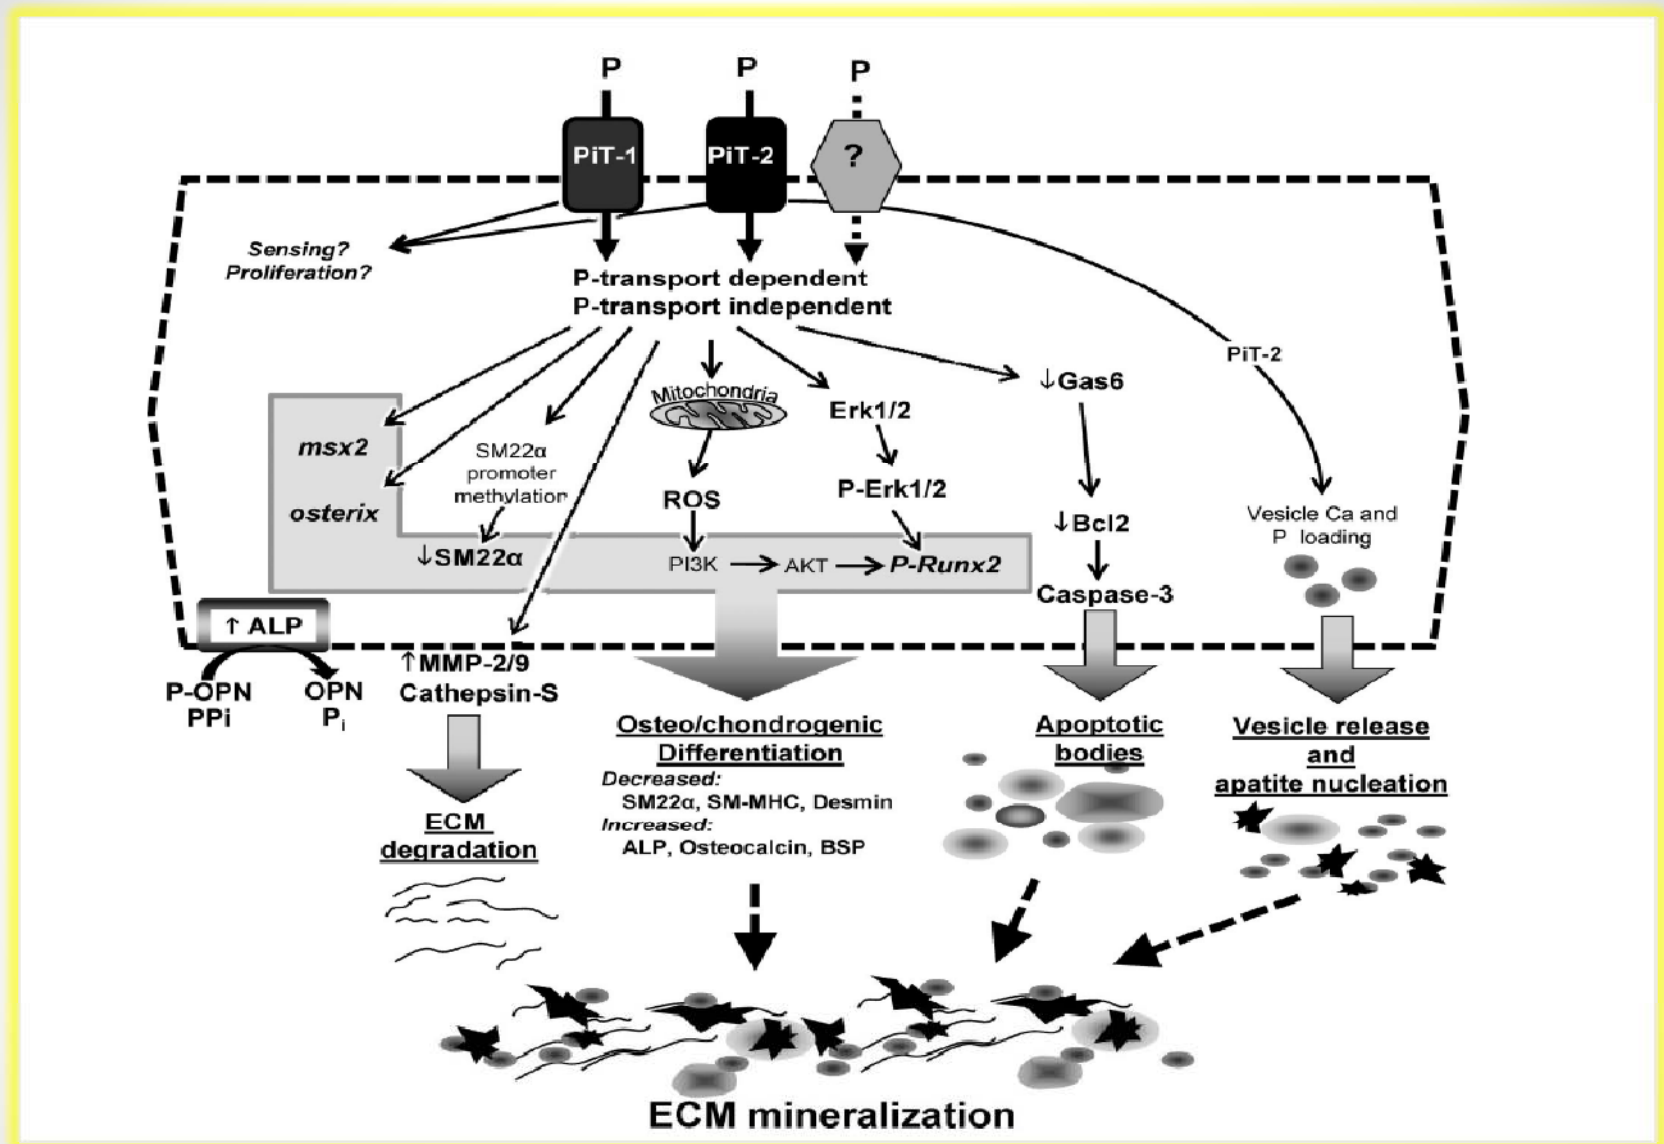 P
P
P
PiT-1
PiT-2
?
Sensing?
Proliferation?
P-transport dependent
P-transport independent
PiT-2
msx2
osterix
SM22α
promoter
methylation
↓SM22α
Mitochondria
ROS
PI3K
AKT
P-Runx2
Erk1/2
P-Erk1/2
↓Gas6
↓Bcl2
Caspase-3
Vesicle Ca and
P loading
↑ ALP
P-OPN
PPi
OPN
Pi
↑MMP-2/9
Cathepsin-S
ECM
degradation
Osteo/chondrogenic
Differentiation
Decreased:
SM22α, SM-MHC, Desmin
Increased:
ALP, Osteocalcin, BSP
Apoptotic
bodies
Vesicle release
and
apatite nucleation
ECM mineralization